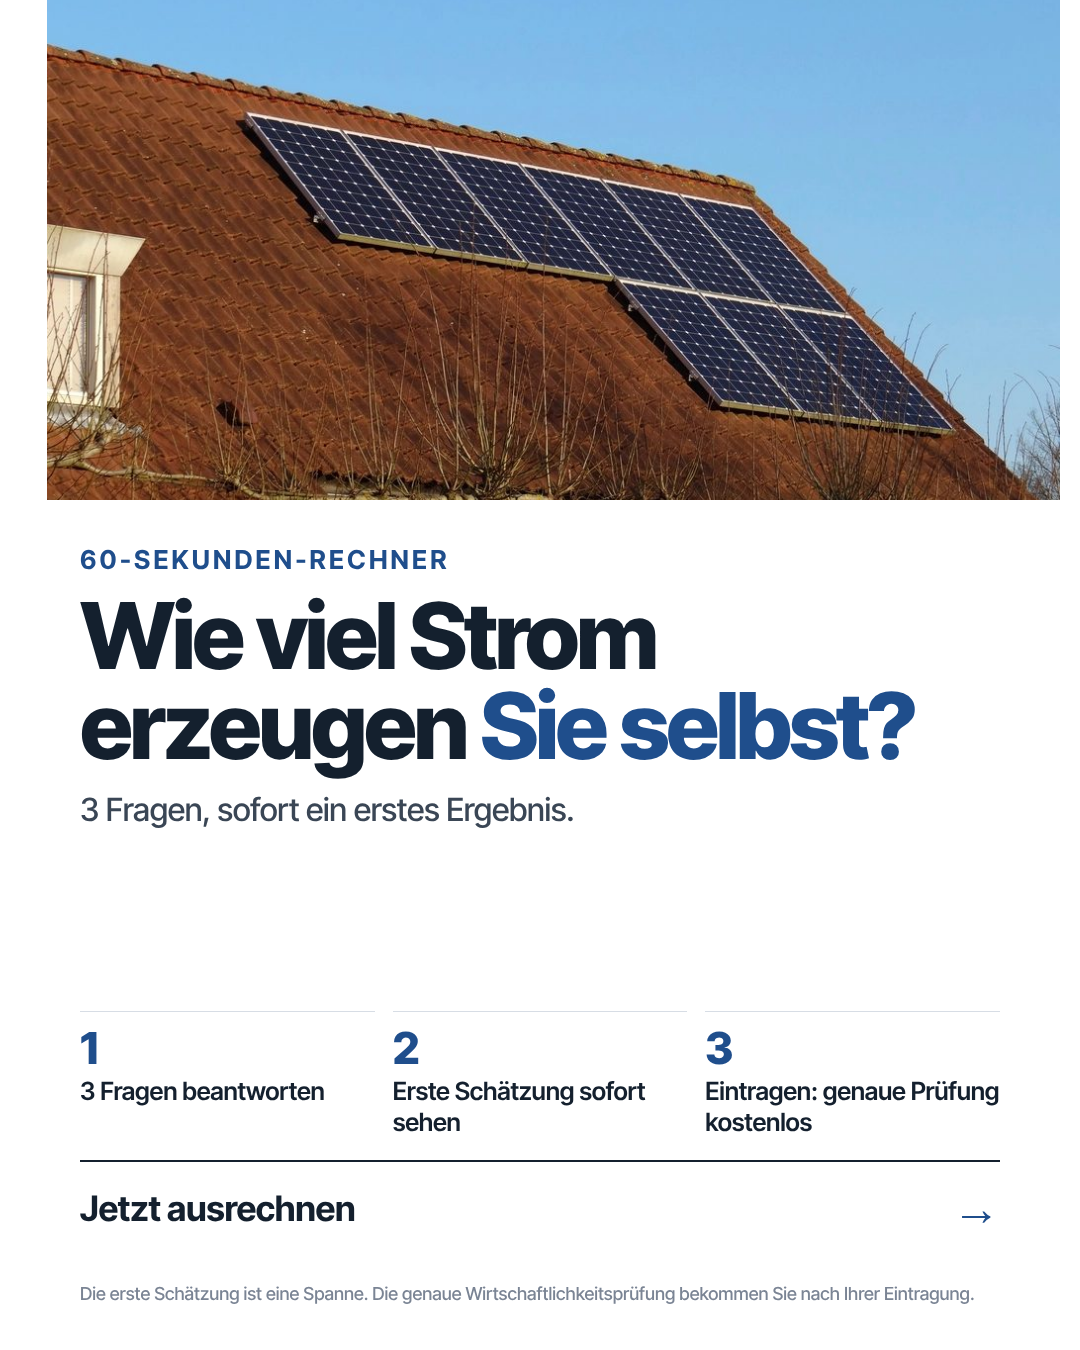 60-SEKUNDEN-RECHNER
Wie viel Strom
erzeugen Sie selbst?
3 Fragen, sofort ein erstes Ergebnis.
1
3 Fragen beantworten
2
Erste Schätzung sofort
sehen
3
Eintragen: genaue Prüfung
kostenlos
Jetzt ausrechnen →
Die erste Schätzung ist eine Spanne. Die genaue Wirtschaftlichkeitsprüfung bekommen Sie nach Ihrer Eintragung.